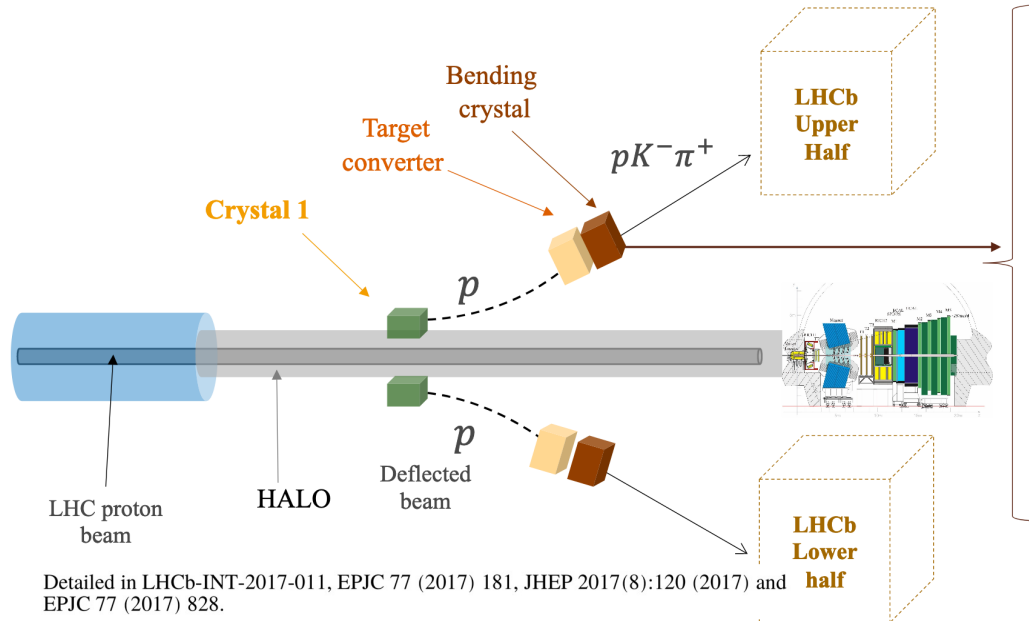 Bending
crystal
LHCb
Upper
Half
Target
converter
pK⁻π⁺
Crystal 1
p
p
Deflected
beam
HALO
LHC proton
beam
LHCb
Lower
half
Detailed in LHCb-INT-2017-011, EPJC 77 (2017) 181, JHEP 2017(8):120 (2017) and
EPJC 77 (2017) 828.